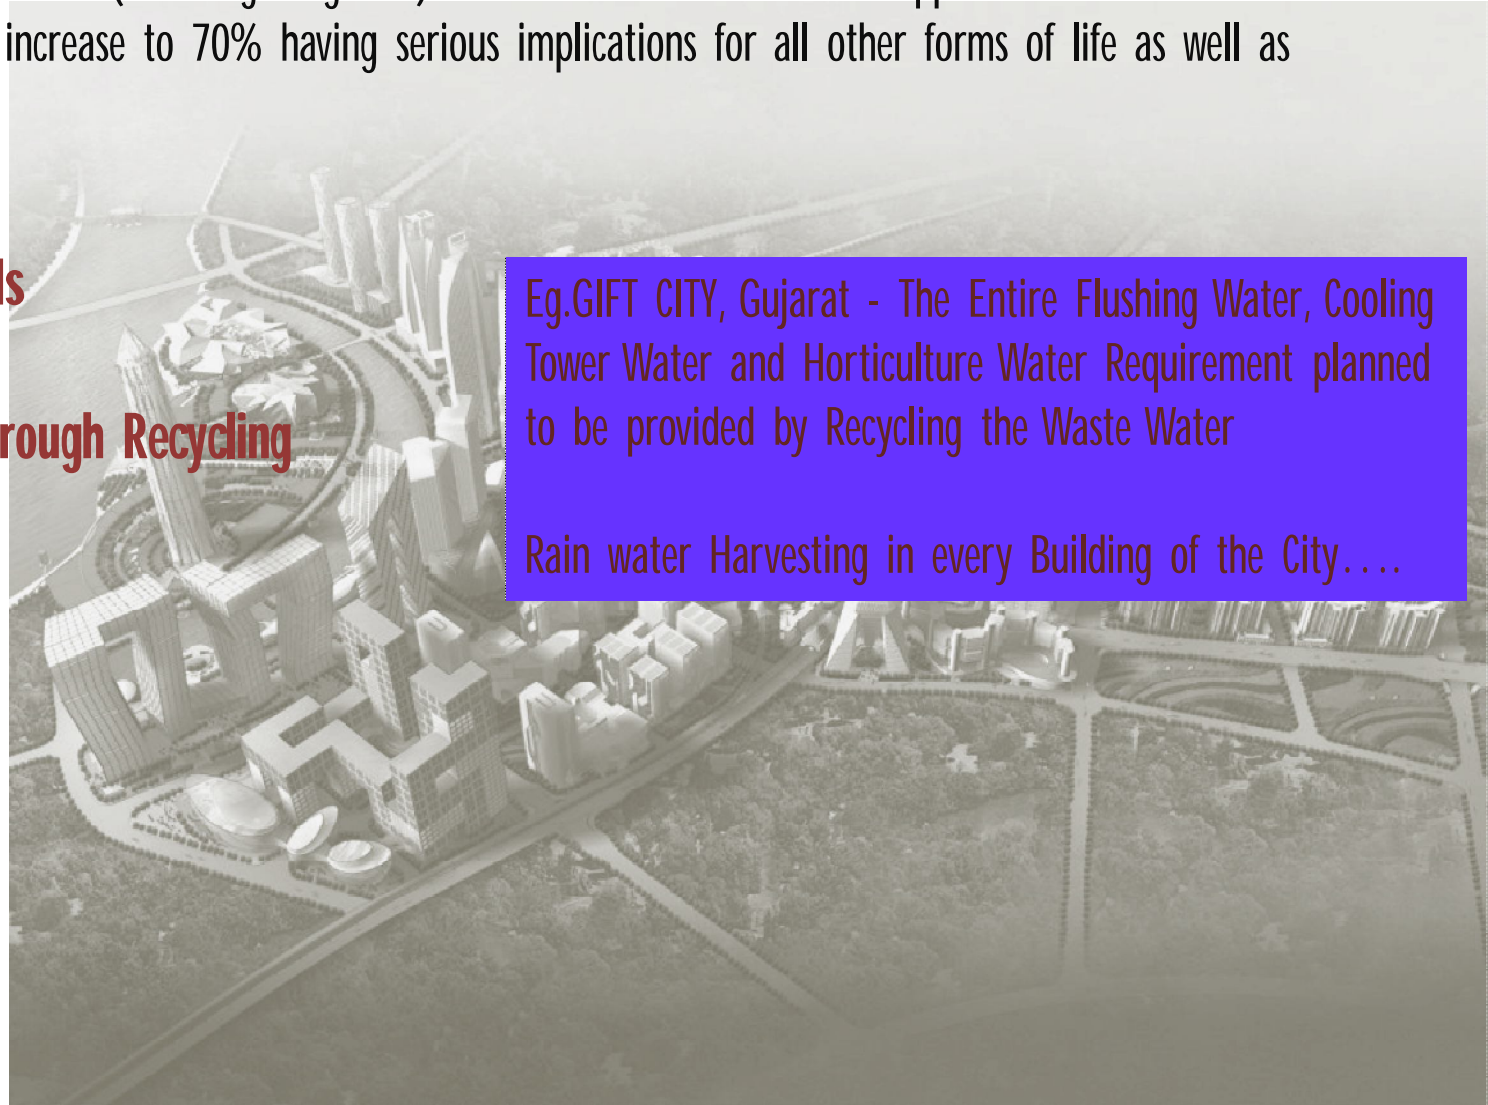 increase to 70% having serious implications for all other forms of life as well as
Recycling
Eg.GIFT CITY, Gujarat - The Entire Flushing Water, Cooling
Tower Water and Horticulture Water Requirement planned
to be provided by Recycling the Waste Water
Rain water Harvesting in every Building of the City....